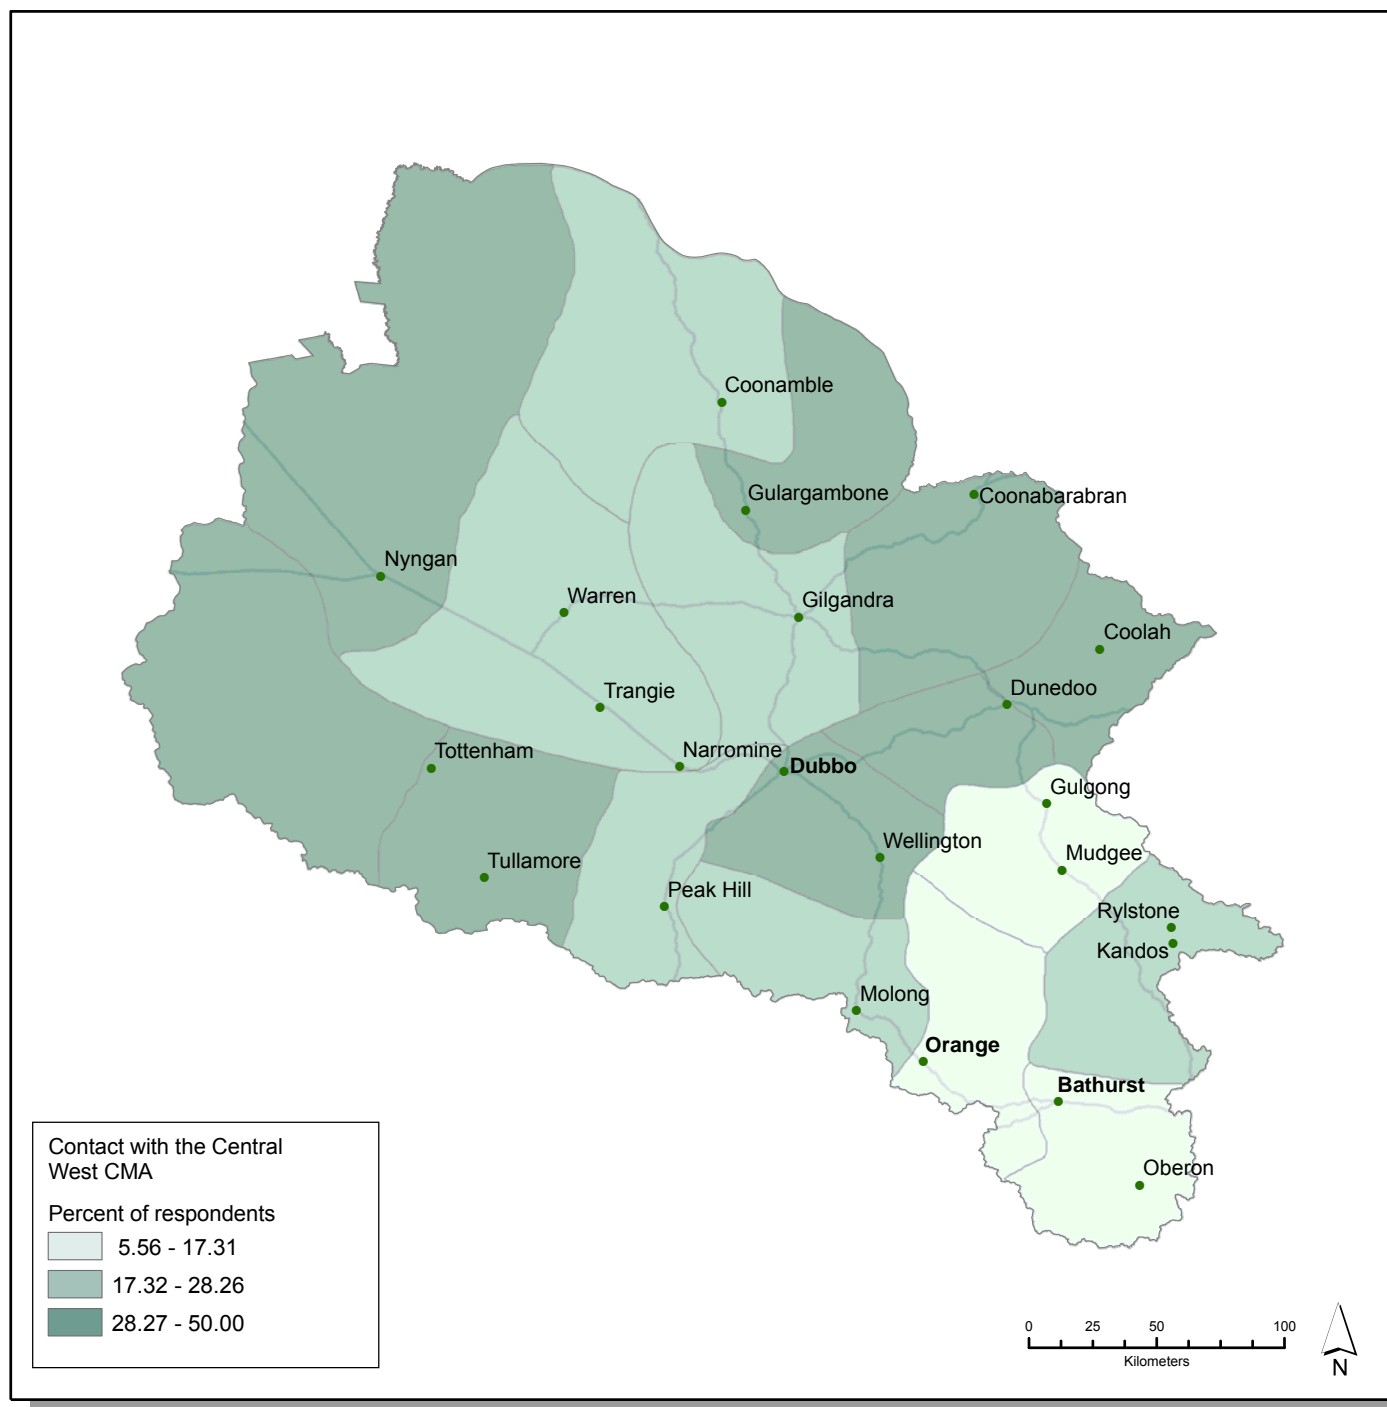 Coonamble
Gulargambone
Coonabarabran
Nyngan
Warren
Gilgandra
Coolah
Trangie
Dunedoo
Tottenham
Narromine
Dubbo
Gulgong
Tullamore
Wellington
Mudgee
Peak Hill
Rylstone
Kandos
Molong
Orange
Bathurst
Oberon
Contact with the Central
West CMA
Percent of respondents
5.56 - 17.31
17.32 - 28.26
28.27 - 50.00
0 25 50 100
Kilometers
N